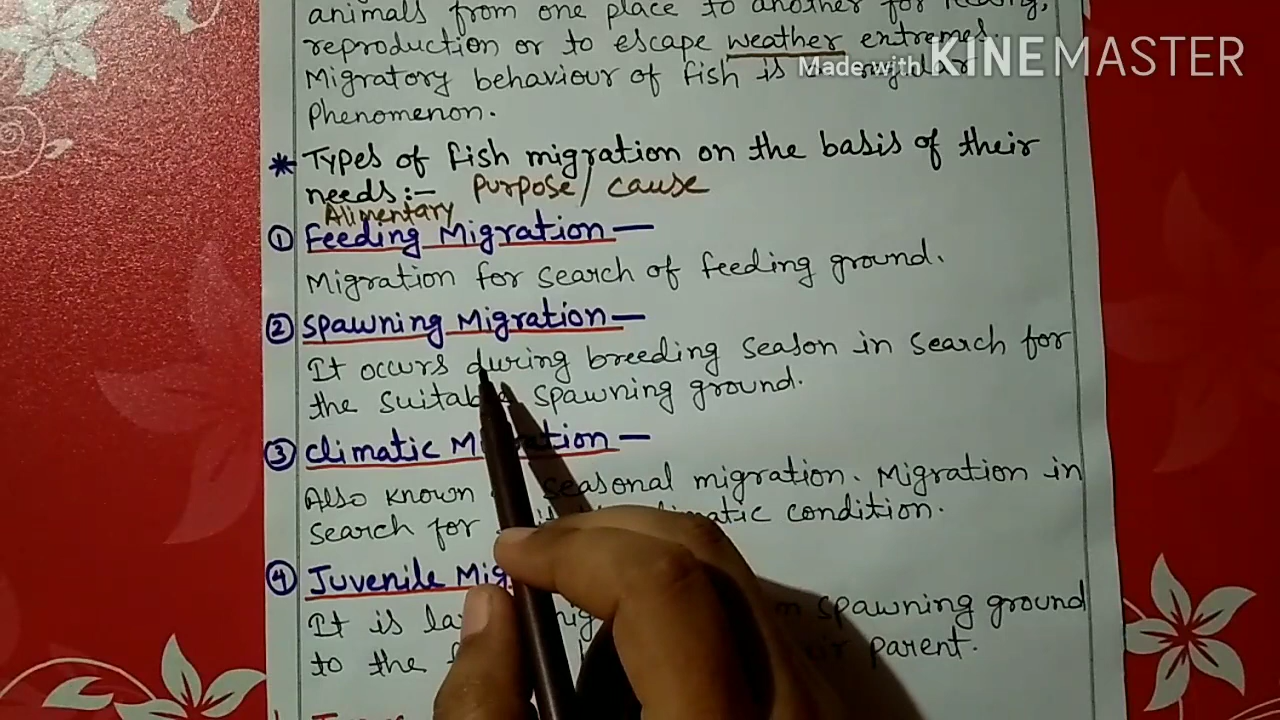 animals from one place to another for feeding,
reproduction or to escape weather extremes.
Made with KINEMASTER
Migratory behaviour of fish is regular
Phenomenon.
* Types of fish migration on the basis of their
needs :- Purpose/ cause
Alimentary
① Feeding Migration —
Migration for search of feeding ground.
② Spawning Migration —
It occurs during breeding season in search for
the suitable spawning ground.
③ Climatic Migration —
Also known seasonal migration. Migration in
search for climatic condition.
④ Juvenile Mig
It is spawning ground
to the parent.